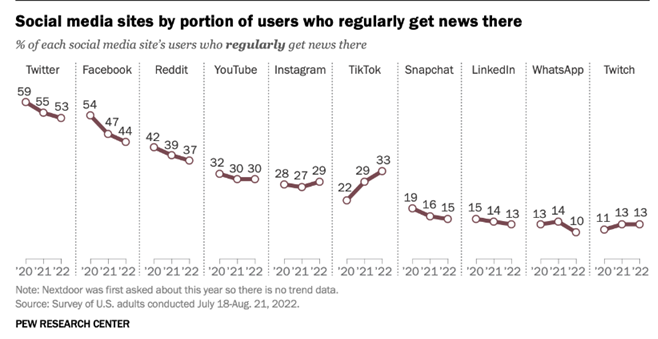 Social media sites by portion of users who regularly get news there
% of each social media site's users who regularly get news there
Twitter Facebook Reddit YouTube Instagram TikTok Snapchat LinkedIn WhatsApp Twitch
59 55 53 54 47 44 42 39 37 32 30 30 28 27 29 22 29 33 19 16 15 15 14 13 13 14 10 11 13 13
'20 '21 '22 '20 '21 '22 '20 '21 '22 '20 '21 '22 '20 '21 '22 '20 '21 '22 '20 '21 '22 '20 '21 '22 '20 '21 '22 '20 '21 '22
Note: Nextdoor was first asked about this year so there is no trend data.
Source: Survey of U.S. adults conducted July 18-Aug. 21, 2022.
PEW RESEARCH CENTER